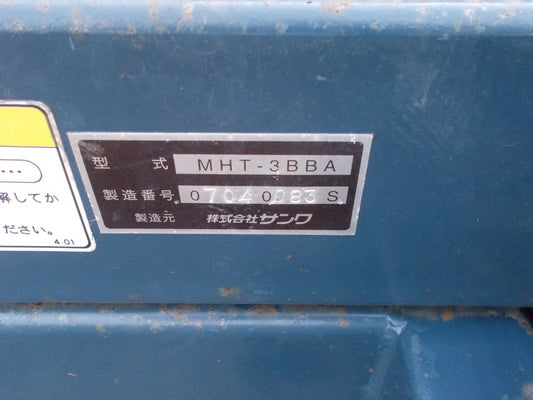 型式 MHT-3BBA
製造番号 07040083S
製造元 株式会社サンワ
....
解してか
ださい。
4-01